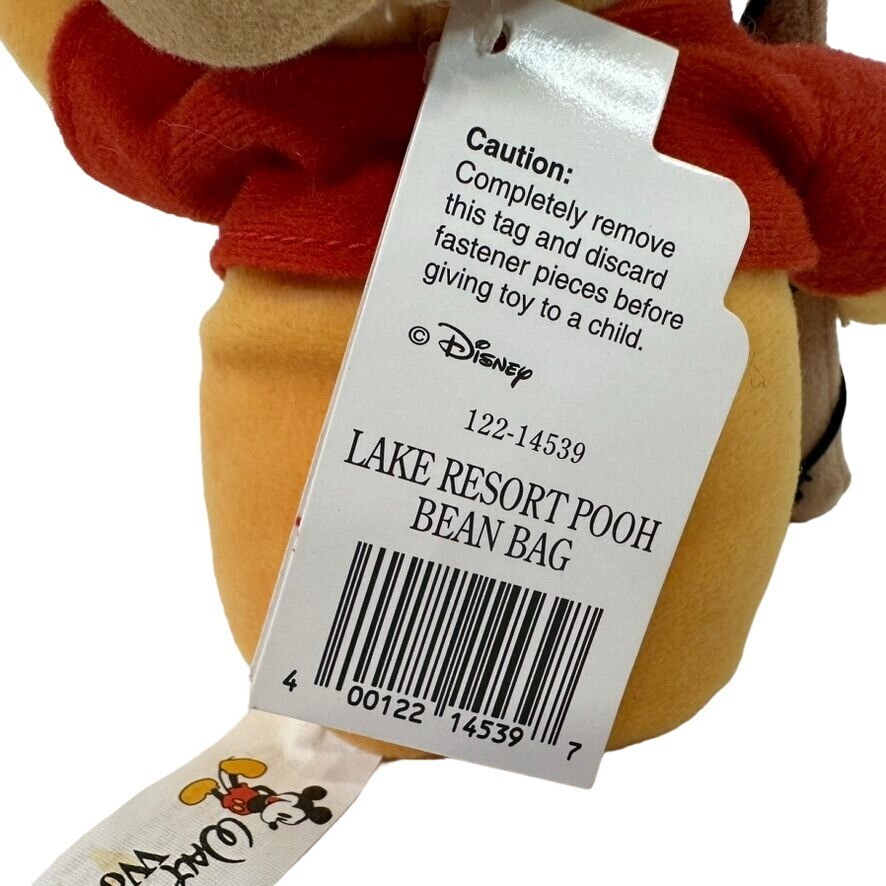 Caution:
Completely remove
this tag and discard
fastener pieces before
giving toy to a child.
© Disney
122-14539
LAKE RESORT POOH
BEAN BAG
4 00122 14539 7
WALT